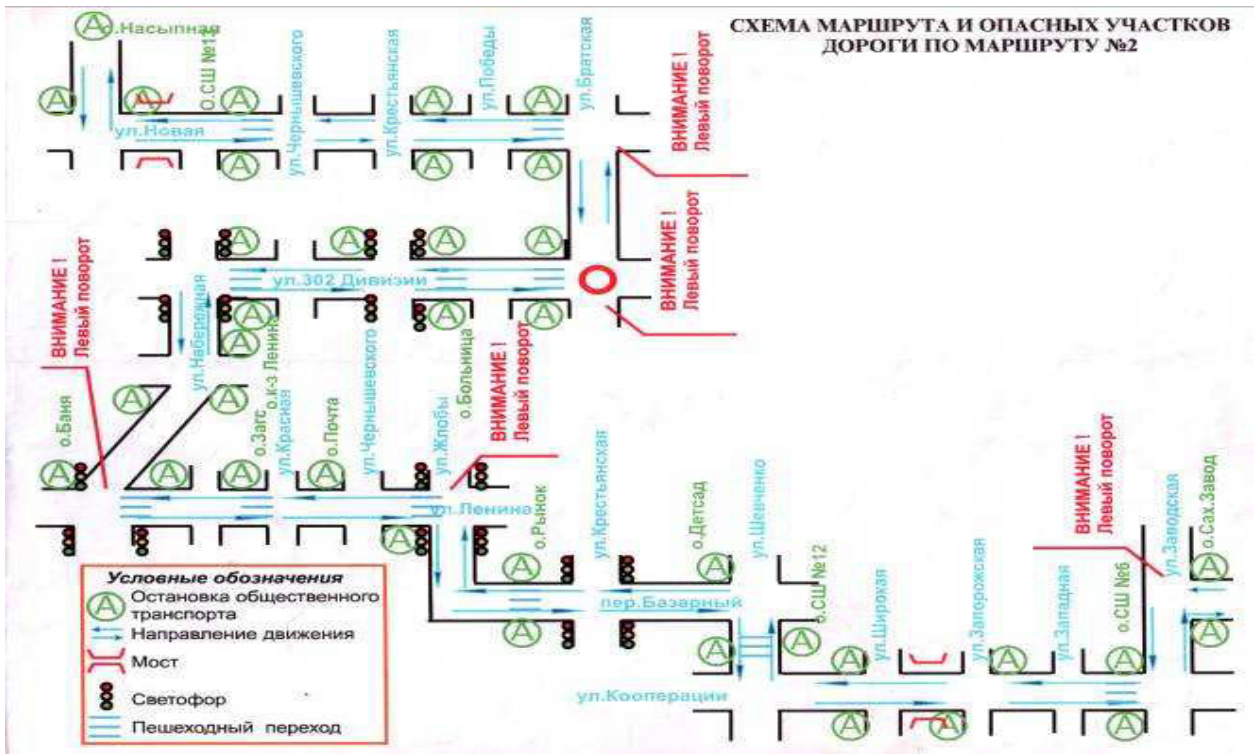 СХЕМА МАРШРУТА И ОПАСНЫХ УЧАСТКОВ
ДОРОГИ ПО МАРШРУТУ №2
о.Насыпная
о.СШ №13
ул.Чернышевского
ул.Крестьянская
ул.Победы
ул.Братская
ул.Новая
ВНИМАНИЕ !
Левый поворот
ВНИМАНИЕ !
Левый поворот
ул.302 Дивизии
ул.Набережная
ВНИМАНИЕ !
Левый поворот
о.Баня
о.Загс
о.к-з Ленина
ул.Красная
о.Почта
ул.Чернышевского
ул.Жлобы
о.Больница
ВНИМАНИЕ !
Левый поворот
ул.Ленина
о.Рынок
ул.Крестьянская
о.Детсад
ул.Шевченко
пер.Базарный
о.СШ №12
ул.Широкая
ул.Запорожская
ул.Западная
о.СШ №6
ВНИМАНИЕ !
Левый поворот
ул.Заводская
о.Сах.Завод
ул.Кооперации
Условные обозначения
А Остановка общественного
транспорта
Направление движения
Мост
Светофор
Пешеходный переход